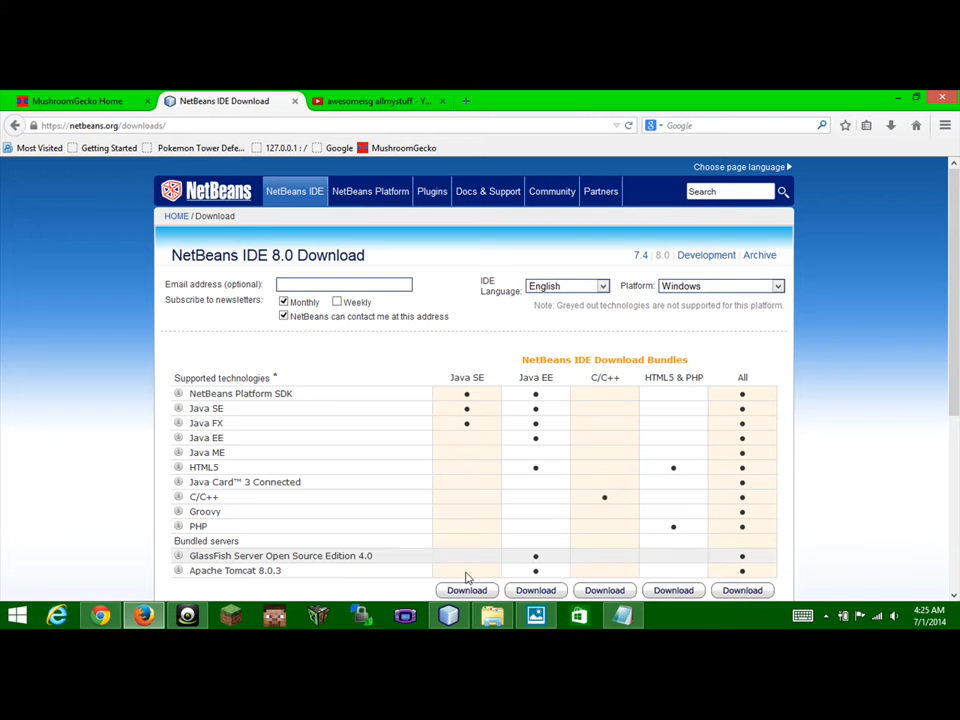 MushroomGecko Home
NetBeans IDE Download
awesomeisg allmystuff - Y...
https://netbeans.org/downloads/
Google
Most Visited
Getting Started
Pokemon Tower Defe...
127.0.0.1 : /
Google
MushroomGecko
Choose page language
NetBeans
NetBeans IDE
NetBeans Platform
Plugins
Docs & Support
Community
Partners
Search
HOME / Download
NetBeans IDE 8.0 Download
7.4 | 8.0 | Development | Archive
Email address (optional):
IDE Language: English
Platform: Windows
Subscribe to newsletters:
Monthly
Weekly
NetBeans can contact me at this address
Note: Greyed out technologies are not supported for this platform.
NetBeans IDE Download Bundles
Supported technologies * Java SE Java EE C/C++ HTML5 & PHP All
NetBeans Platform SDK
Java SE
Java FX
Java EE
Java ME
HTML5
Java Card™ 3 Connected
C/C++
Groovy
PHP
Bundled servers
GlassFish Server Open Source Edition 4.0
Apache Tomcat 8.0.3
Download Download Download Download Download
4:25 AM
7/1/2014